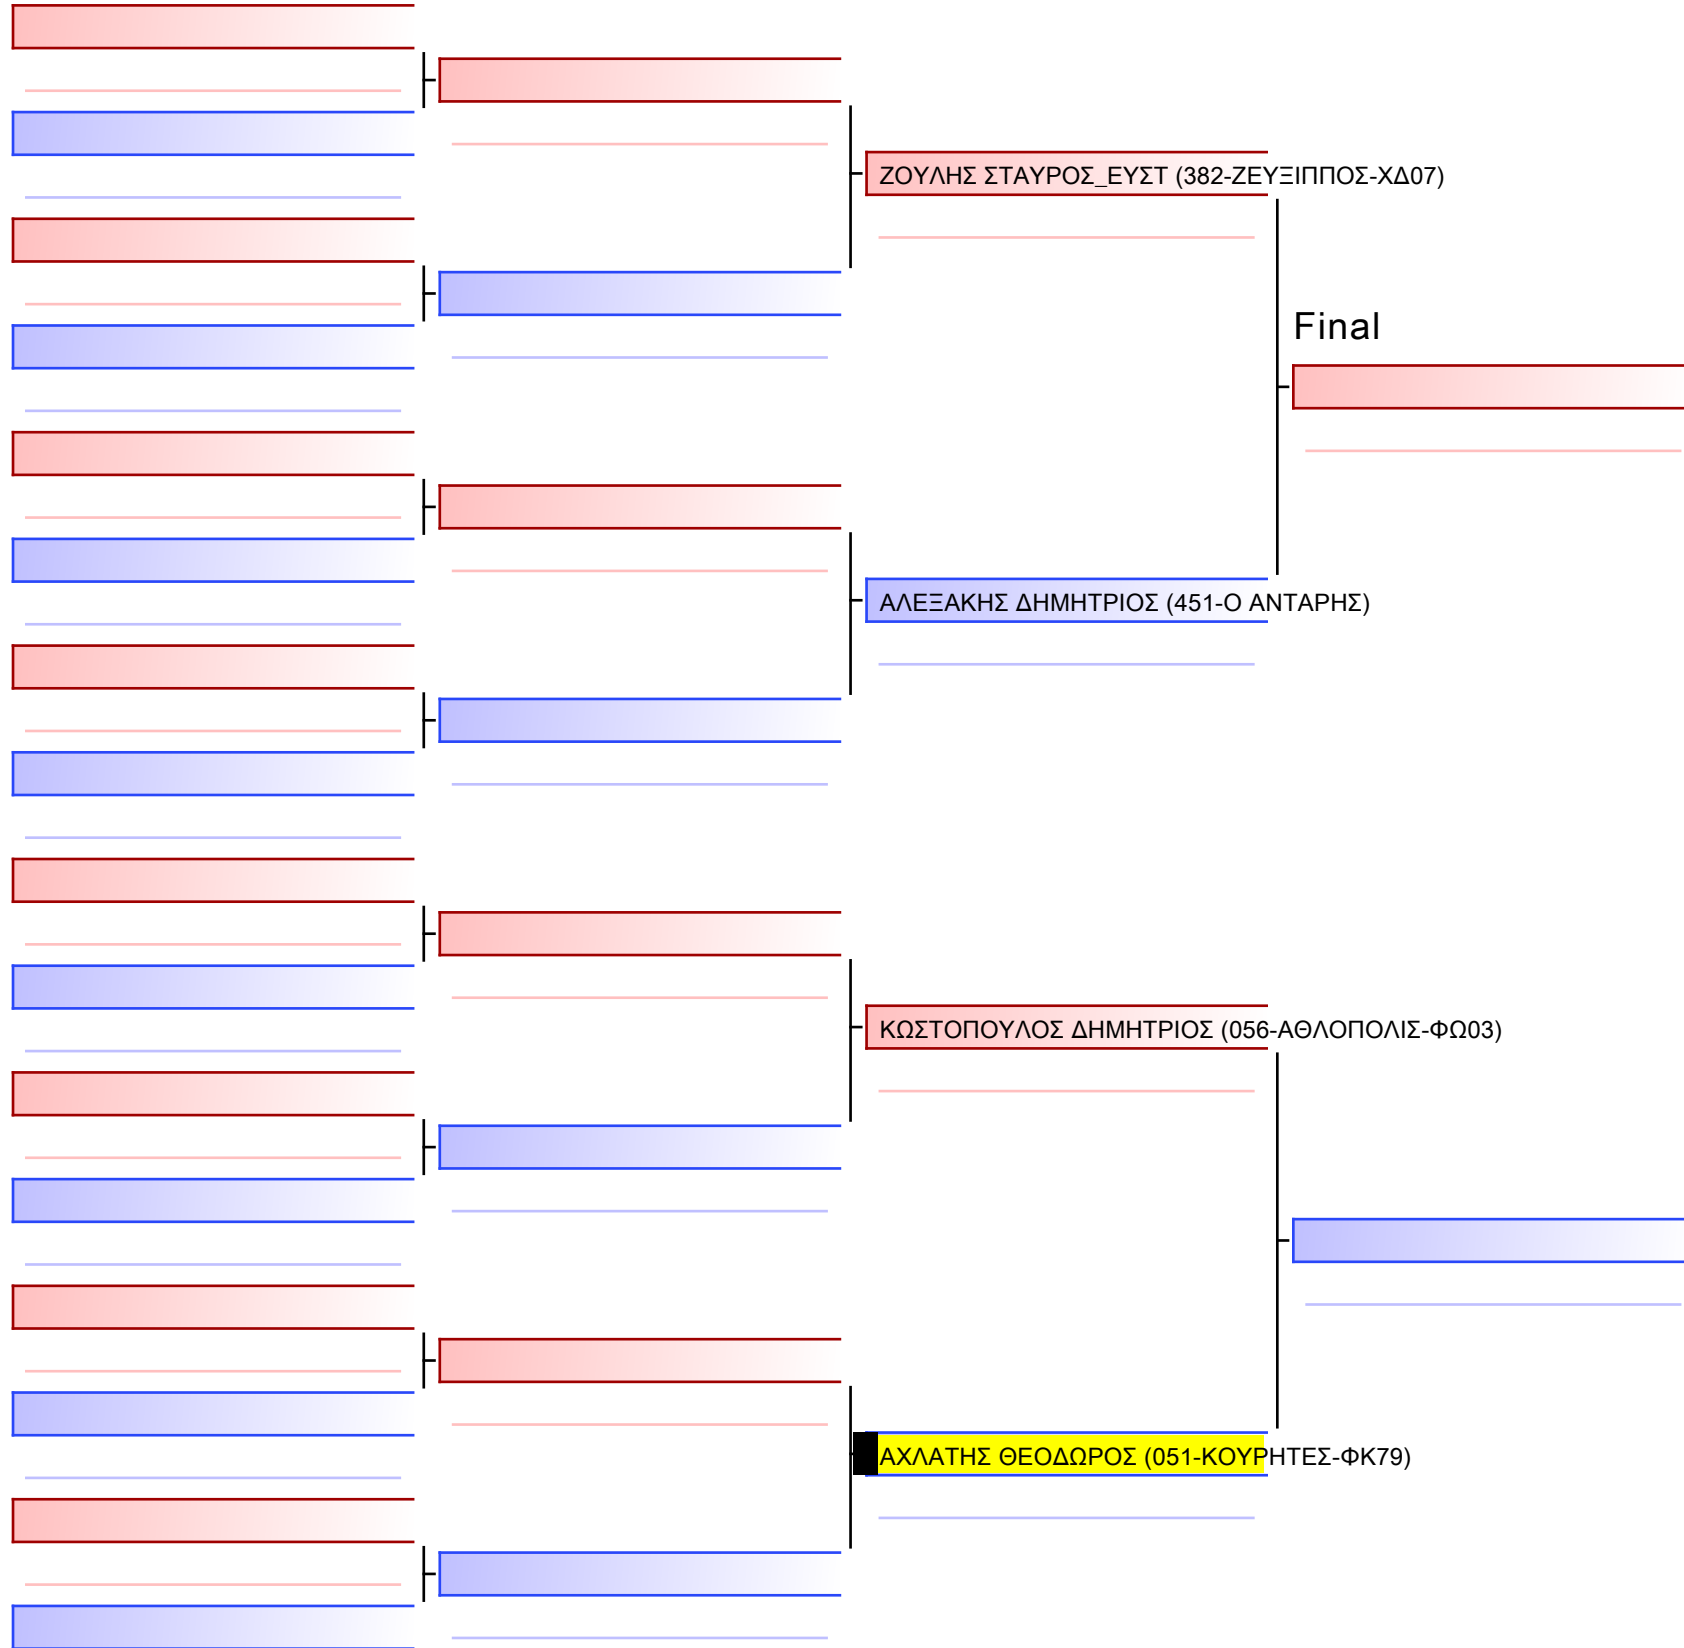 ΖΟΥΛΗΣ ΣΤΑΥΡΟΣ_ΕΥΣΤ (382-ΖΕΥΞΙΠΠΟΣ-ΧΔ07)
Final
ΑΛΕΞΑΚΗΣ ΔΗΜΗΤΡΙΟΣ (451-Ο ΑΝΤΑΡΗΣ)
ΚΩΣΤΟΠΟΥΛΟΣ ΔΗΜΗΤΡΙΟΣ (056-ΑΘΛΟΠΟΛΙΣ-ΦΩ03)
ΑΧΛΑΤΗΣ ΘΕΟΔΩΡΟΣ (051-ΚΟΥΡΗΤΕΣ-ΦΚ79)